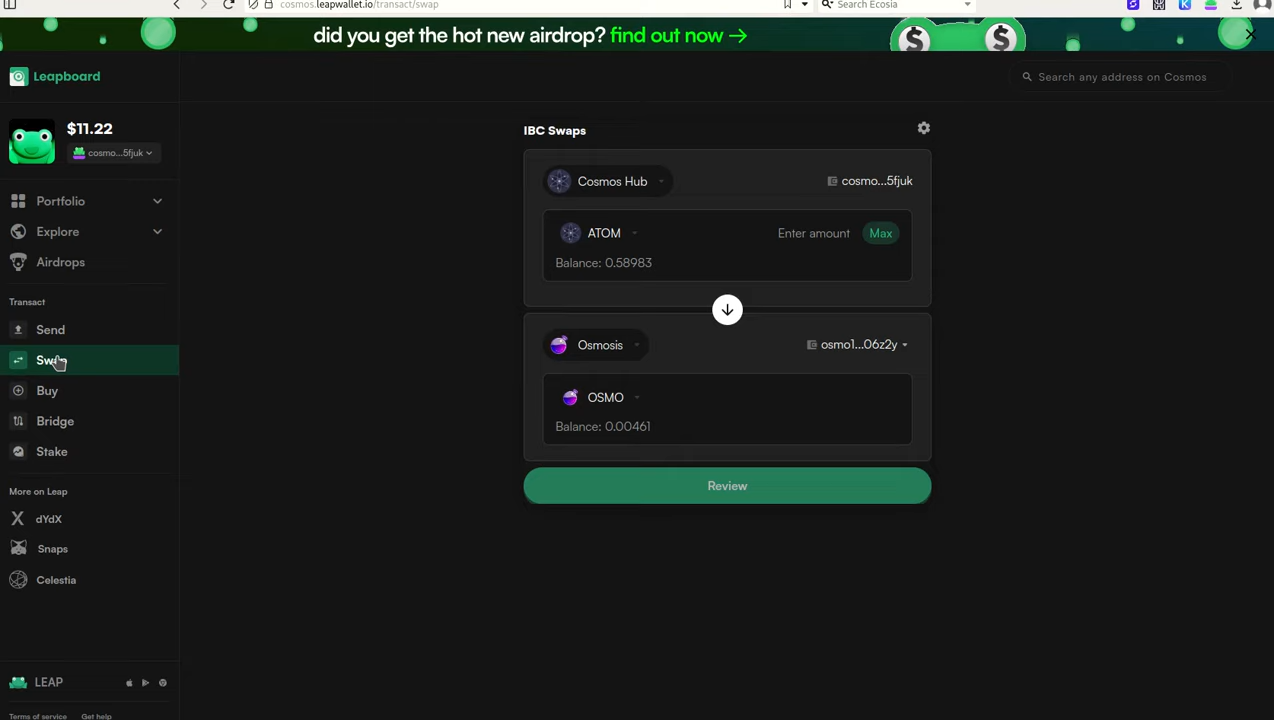 cosmos.leapwallet.io/transact/swap
Search Ecosia
did you get the hot new airdrop? find out now →
Leapboard
Search any address on Cosmos
$11.22
cosmo...5fjuk
IBC Swaps
Portfolio
Explore
Airdrops
Transact
Send
Swap
Buy
Bridge
Stake
More on Leap
dYdX
Snaps
Celestia
LEAP
Terms of service Get help
Cosmos Hub cosmo...5fjuk
ATOM Enter amount Max
Balance: 0.58983
Osmosis osmo1...06z2y
OSMO
Balance: 0.00461
Review